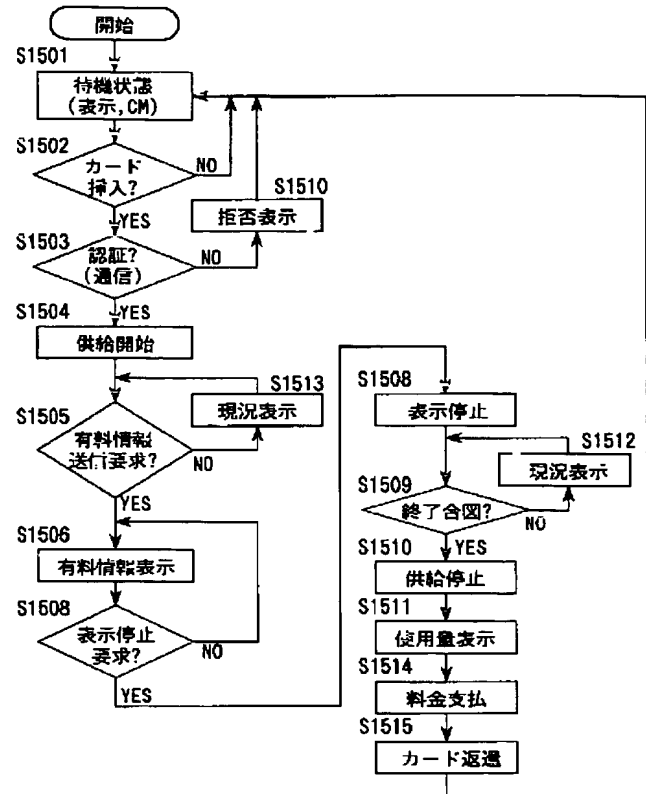 開始
S1501
待機状態
(表示,CM)
S1502
カード
挿入?
NO
YES
S1510
拒否表示
S1503
認証?
(通信)
NO
YES
S1504
供給開始
S1513
現況表示
S1505
有料情報
送信要求?
NO
YES
S1506
有料情報表示
S1508
表示停止
要求?
NO
YES
S1508
表示停止
S1512
現況表示
S1509
終了合図?
NO
YES
S1510
供給停止
S1511
使用量表示
S1514
料金支払
S1515
カード返還